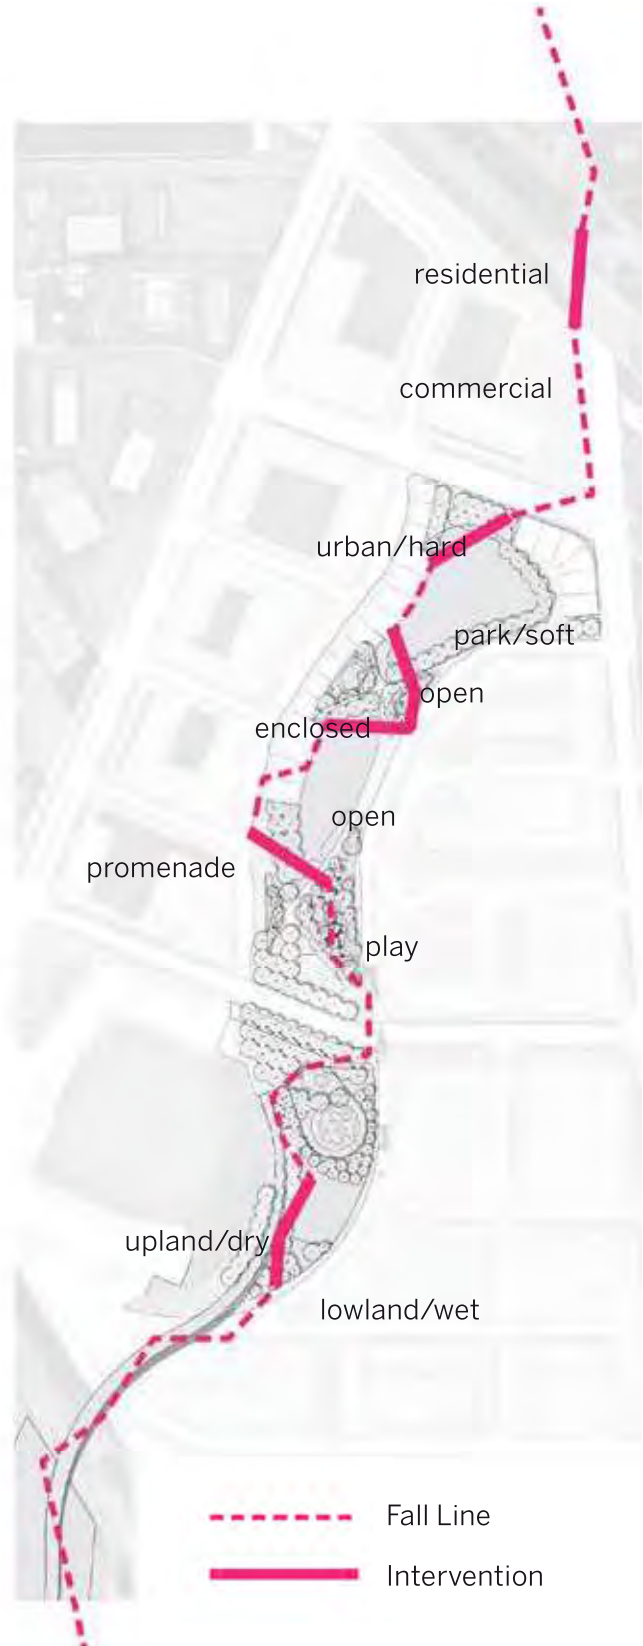 residential
commercial
urban/hard
park/soft
open
enclosed
open
promenade
play
upland/dry
lowland/wet
Fall Line
Intervention